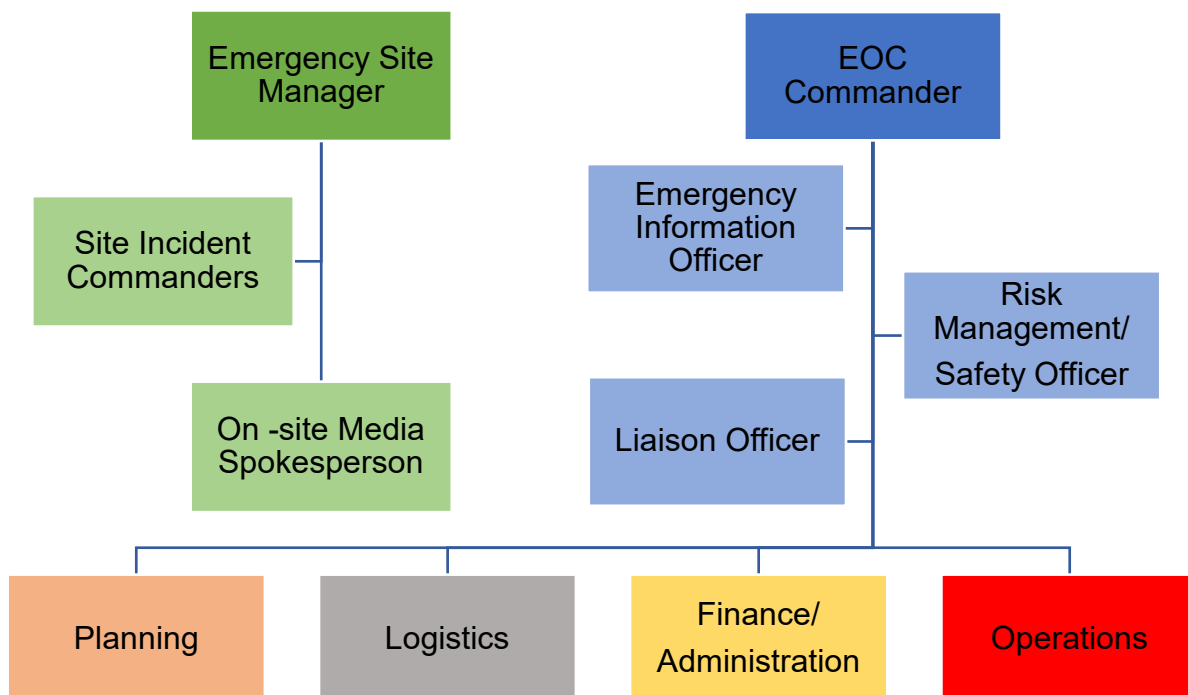 Emergency Site
Manager
EOC
Commander
Emergency
Information
Officer
Site Incident
Commanders
Risk
Management/
Safety Officer
On -site Media
Spokesperson
Liaison Officer
Planning
Logistics
Finance/
Administration
Operations